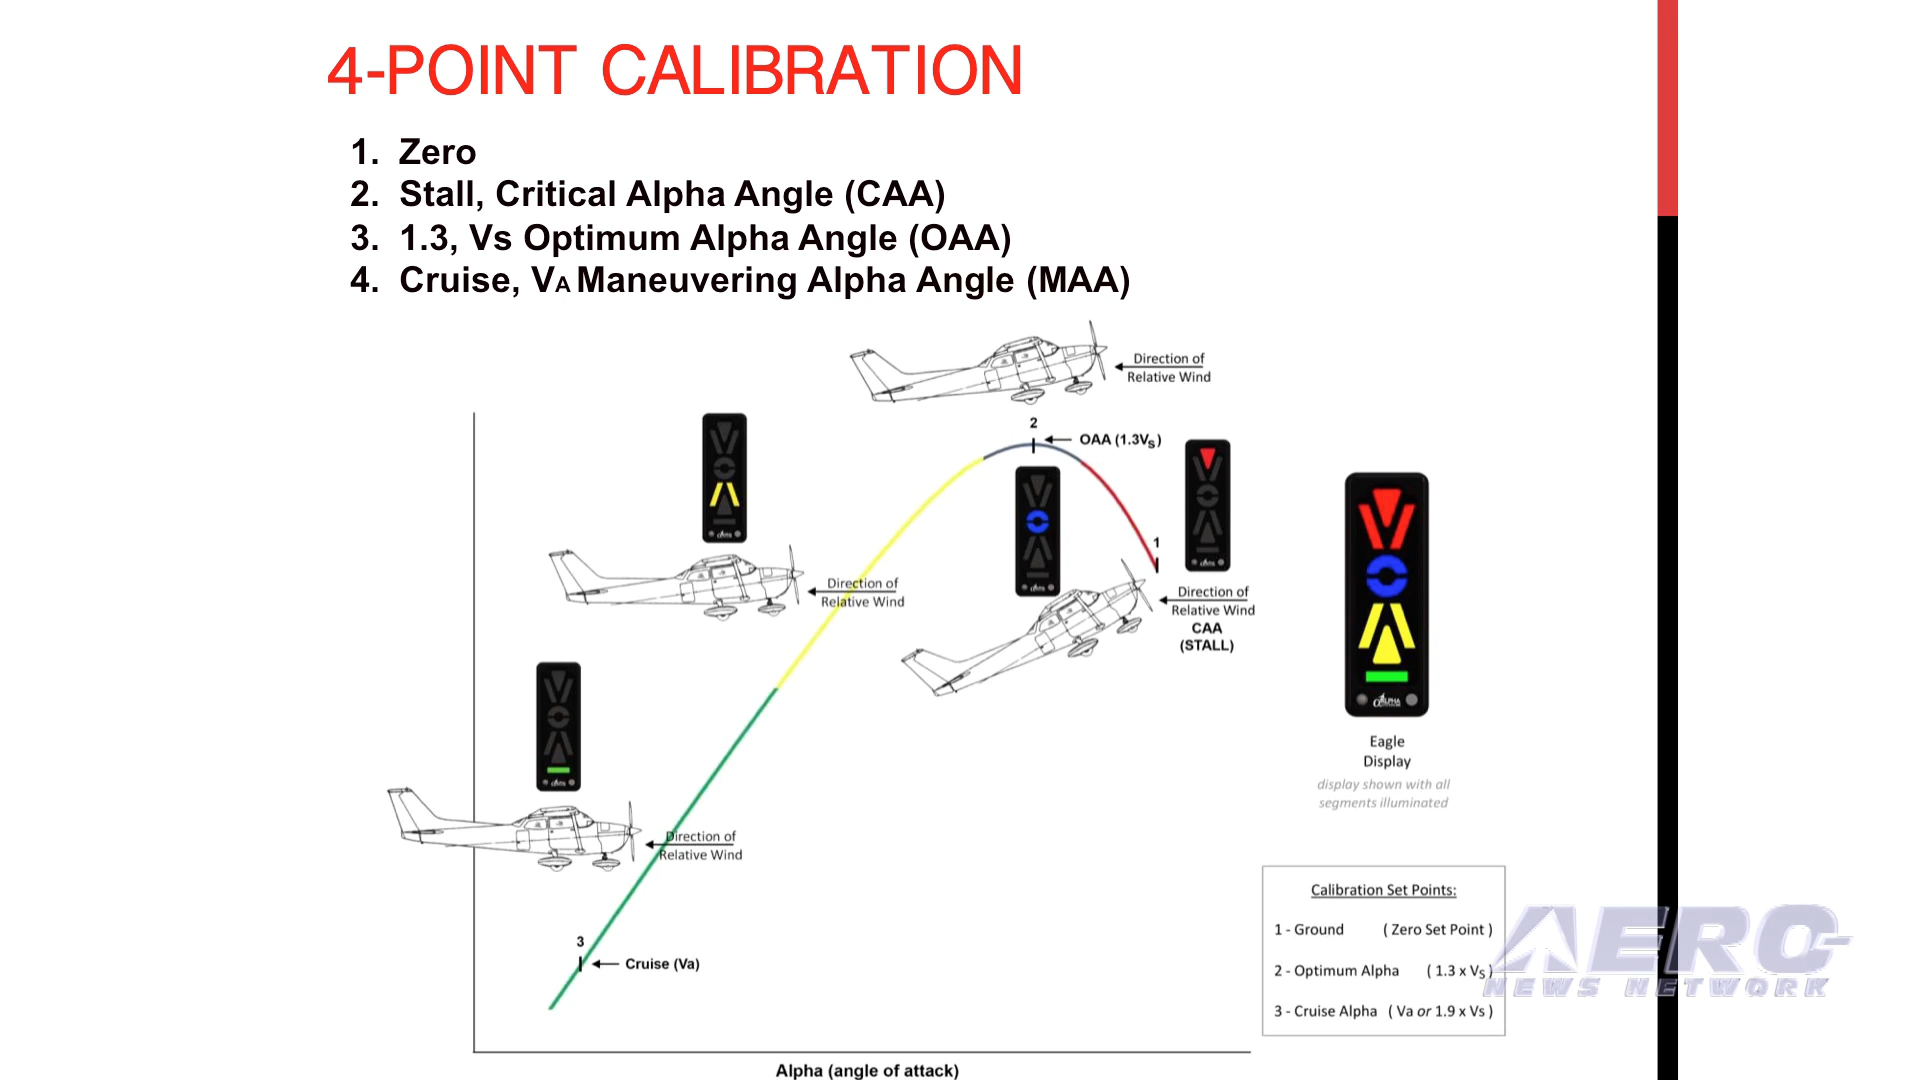 4-POINT CALIBRATION
1. Zero
2. Stall, Critical Alpha Angle (CAA)
3. 1.3, Vs Optimum Alpha Angle (OAA)
4. Cruise, VA Maneuvering Alpha Angle (MAA)
Direction of
Relative Wind
2
OAA (1.3VS)
1
Direction of
Relative Wind
Direction of
Relative Wind
CAA
(STALL)
ALPHA
Eagle
Display
display shown with all
segments illuminated
Direction of
Relative Wind
3
Cruise (Va)
Calibration Set Points:
1 - Ground ( Zero Set Point )
2 - Optimum Alpha ( 1.3 x VS )
3 - Cruise Alpha ( Va or 1.9 x Vs )
AERO
NEWS NETWORK
Alpha (angle of attack)